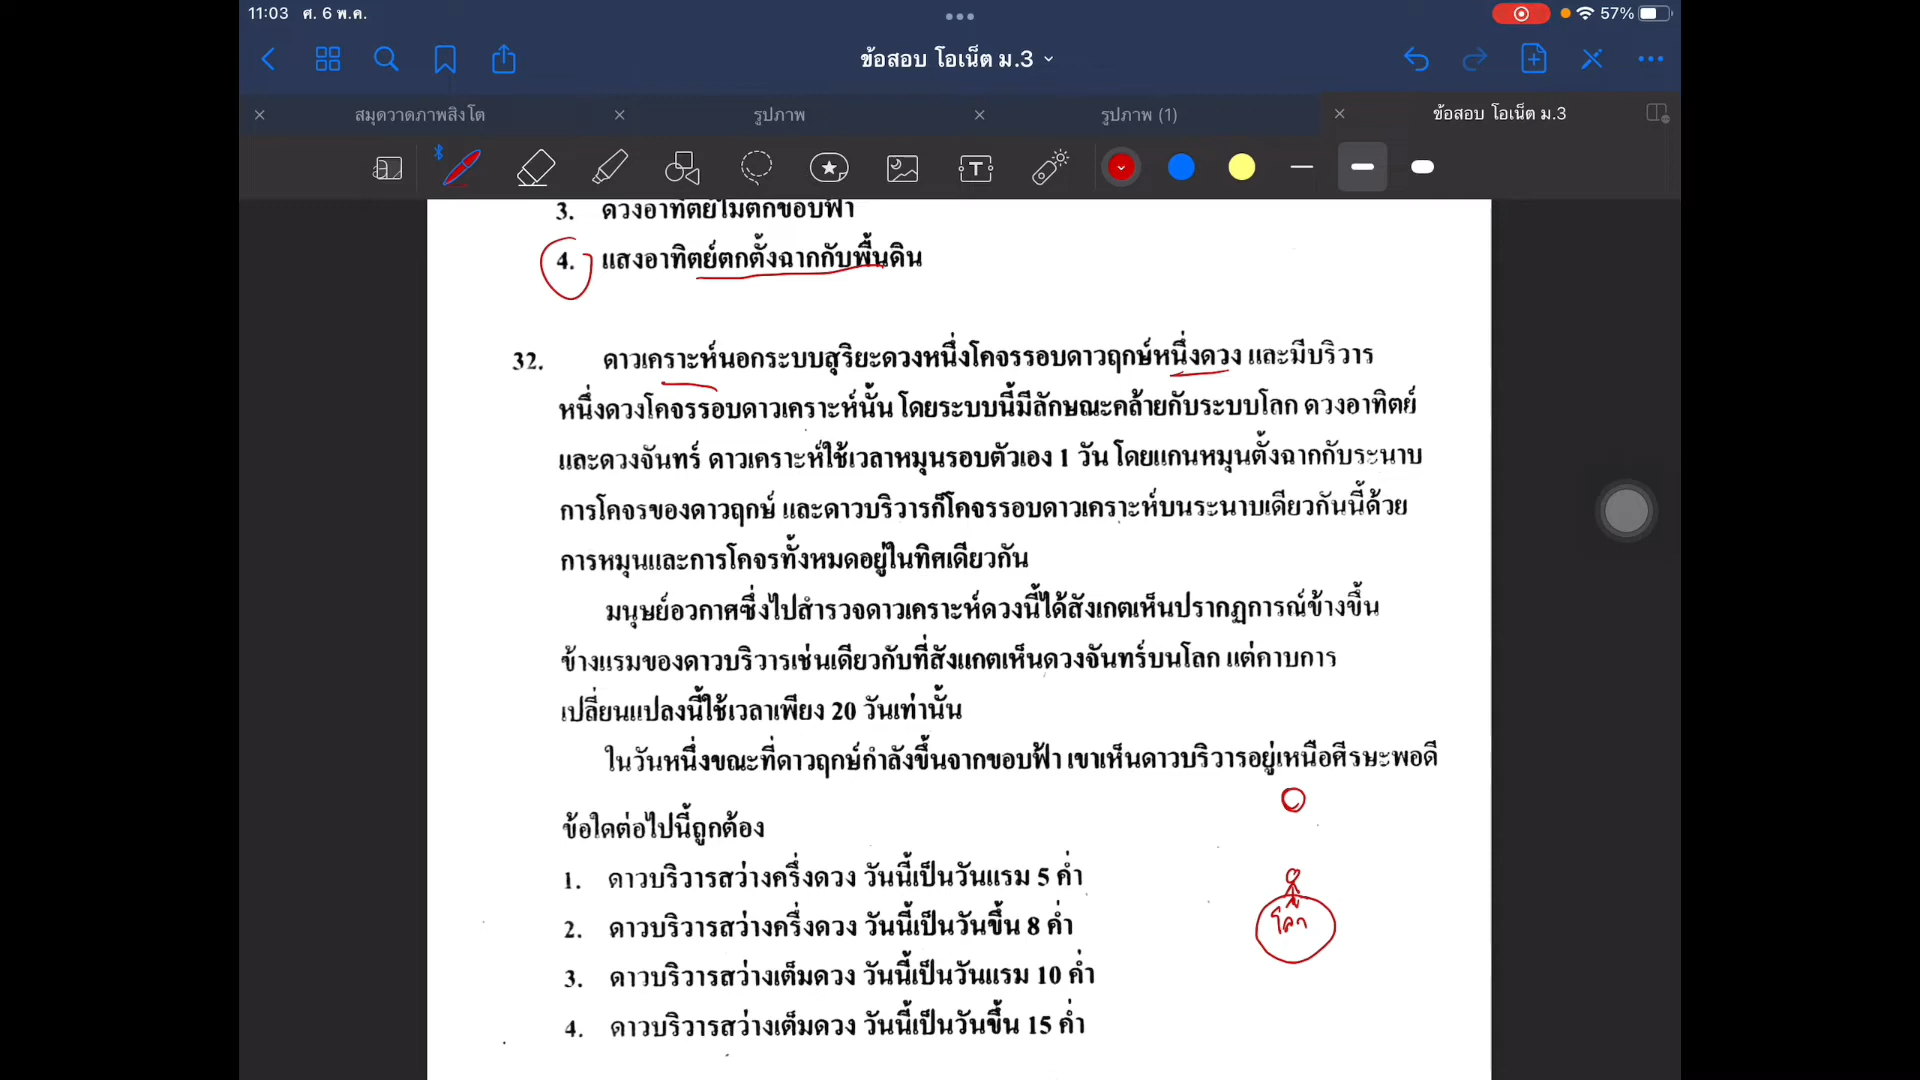 11:03 ศ. 6 พ.ค.
57%
ข้อสอบ โอเน็ต ม.3
สมุดวาดภาพสิงโต
รูปภาพ
รูปภาพ (1)
ข้อสอบ โอเน็ต ม.3
3. ดวงอาทิตย์ไม่ตกขอบฟ้า
4. แสงอาทิตย์ตกตั้งฉากกับพื้นดิน
32. ดาวเคราะห์นอกระบบสุริยะดวงหนึ่งโคจรรอบดาวฤกษ์หนึ่งดวง และมีบริวาร
หนึ่งดวงโคจรรอบดาวเคราะห์นั้น โดยระบบนี้มีลักษณะคล้ายกับระบบโลก ดวงอาทิตย์
และดวงจันทร์ ดาวเคราะห์ใช้เวลาหมุนรอบตัวเอง 1 วัน โดยแกนหมุนตั้งฉากกับระนาบ
การโคจรของดาวฤกษ์ และดาวบริวารก็โคจรรอบดาวเคราะห์บนระนาบเดียวกันนี้ด้วย
การหมุนและการโคจรทั้งหมดอยู่ในทิศเดียวกัน
มนุษย์อวกาศซึ่งไปสำรวจดาวเคราะห์ดวงนี้ได้สังเกตเห็นปรากฏการณ์ข้างขึ้น
ข้างแรมของดาวบริวารเช่นเดียวกับที่สังเกตเห็นดวงจันทร์บนโลก แต่คาบการ
เปลี่ยนแปลงนี้ใช้เวลาเพียง 20 วันเท่านั้น
ในวันหนึ่งขณะที่ดาวฤกษ์กำลังขึ้นจากขอบฟ้า เขาเห็นดาวบริวารอยู่เหนือศีรษะพอดี
ข้อใดต่อไปนี้ถูกต้อง
1. ดาวบริวารสว่างครึ่งดวง วันนี้เป็นวันแรม 5 ค่ำ
2. ดาวบริวารสว่างครึ่งดวง วันนี้เป็นวันขึ้น 8 ค่ำ
โลก
3. ดาวบริวารสว่างเต็มดวง วันนี้เป็นวันแรม 10 ค่ำ
4. ดาวบริวารสว่างเต็มดวง วันนี้เป็นวันขึ้น 15 ค่ำ